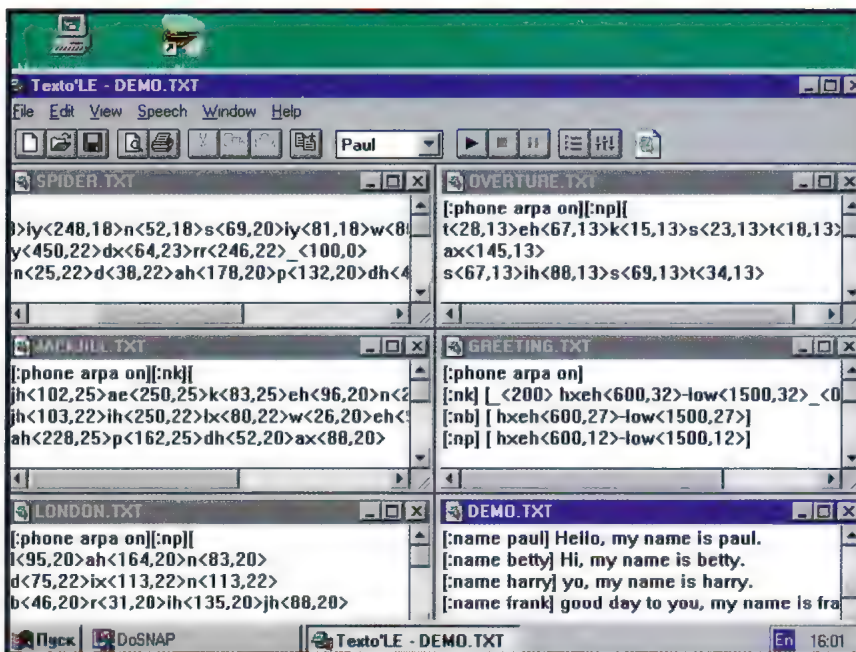 Texto'LE - DEMO.TXT
File Edit View Speech Window Help
Paul
SPIDER.TXT
>iy<248,18>n<52,18>s<69,20>iy<81,18>w<8
y<450,22>dx<64,23>rr<246,22>_<100,0>
n<25,22>d<38,22>ah<178,20>p<132,20>dh<4
OVERTURE.TXT
[:phone arpa on][:np][
t<28,13>eh<67,13>k<15,13>s<23,13>t<18,13>
ax<145,13>
s<67,13>ih<88,13>s<69,13>t<34,13>
JACKJILL.TXT
[:phone arpa on][:nk][
jh<102,25>ae<250,25>k<83,25>eh<96,20>n<2
jh<103,22>ih<250,22>lx<80,22>w<26,20>eh<
ah<228,25>p<162,25>dh<52,20>ax<88,20>
GREETING.TXT
[:phone arpa on]
[:nk] [_<200> hxeh<600,32>-low<1500,32>_<0
[:nb] [ hxeh<600,27>-low<1500,27>]
[:np] [ hxeh<600,12>-low<1500,12>]
LONDON.TXT
[:phone arpa on][:np][
l<95,20>ah<164,20>n<83,20>
d<75,22>ix<113,22>n<113,22>
b<46,20>r<31,20>ih<135,20>jh<88,20>
DEMO.TXT
[:name paul] Hello, my name is paul.
[:name betty] Hi, my name is betty.
[:name harry] yo, my name is harry.
[:name frank] good day to you, my name is fra
Пуск DoSNAP Texto'LE - DEMO.TXT En 16:01